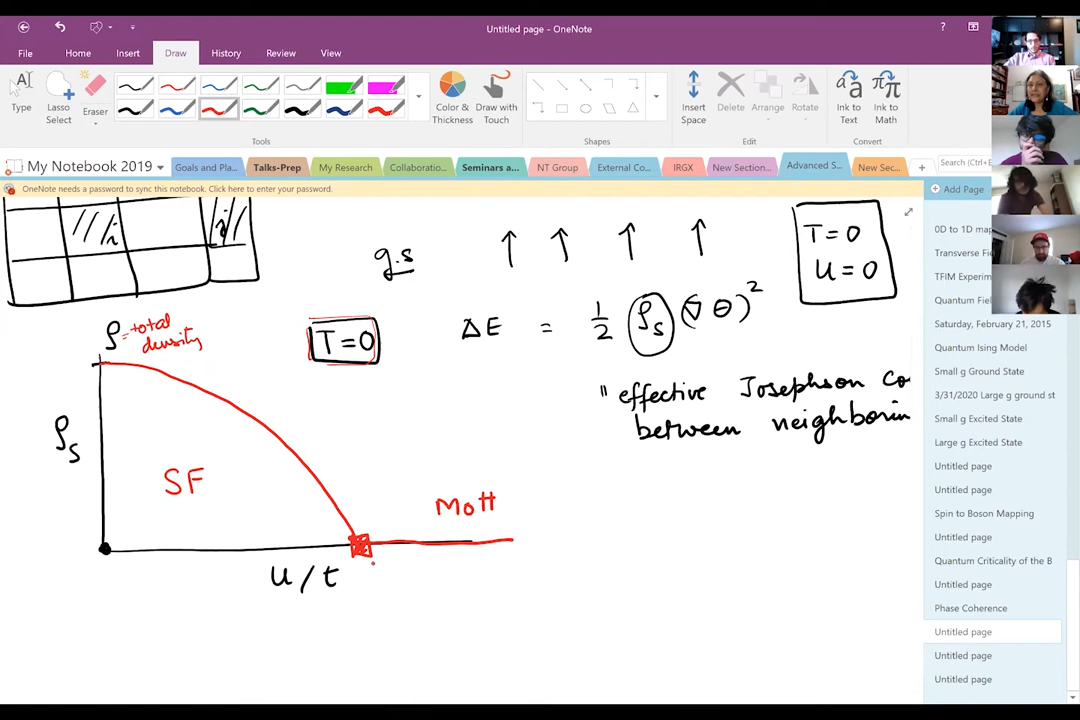 Untitled page - OneNote
File Home Insert Draw History Review View
Type
Lasso Select
Eraser
Color & Thickness
Draw with Touch
Insert Space
Delete
Arrange
Rotate
Ink to Text
Ink to Math
Tools
Shapes
Edit
Convert
My Notebook 2019
Goals and Pla...
Talks-Prep
My Research
Collaboratio...
Seminars a...
NT Group
External Co...
IRGX
New Section...
Advanced S...
New Sec...
Search (Ctrl+E
OneNote needs a password to sync this notebook. Click here to enter your password.
Add Page
0D to 1D map
Transverse F
TFIM Experim
Quantum Fiel
Saturday, February 21, 2015
Quantum Ising Model
Small g Ground State
3/31/2020 Large g ground st
Small g Excited State
Large g Excited State
Untitled page
Untitled page
Spin to Boson Mapping
Untitled page
Quantum Criticality of the B
Untitled page
Phase Coherence
Untitled page
Untitled page
Untitled page
i
i
g.s ↑ ↑ ↑ ↑
T=0
U=0
ρ = total density
T=0
ΔE = 1/2 ρs (∇θ)²
" effective Josephson co
between neighborin
ρs
SF
Mott
U/t